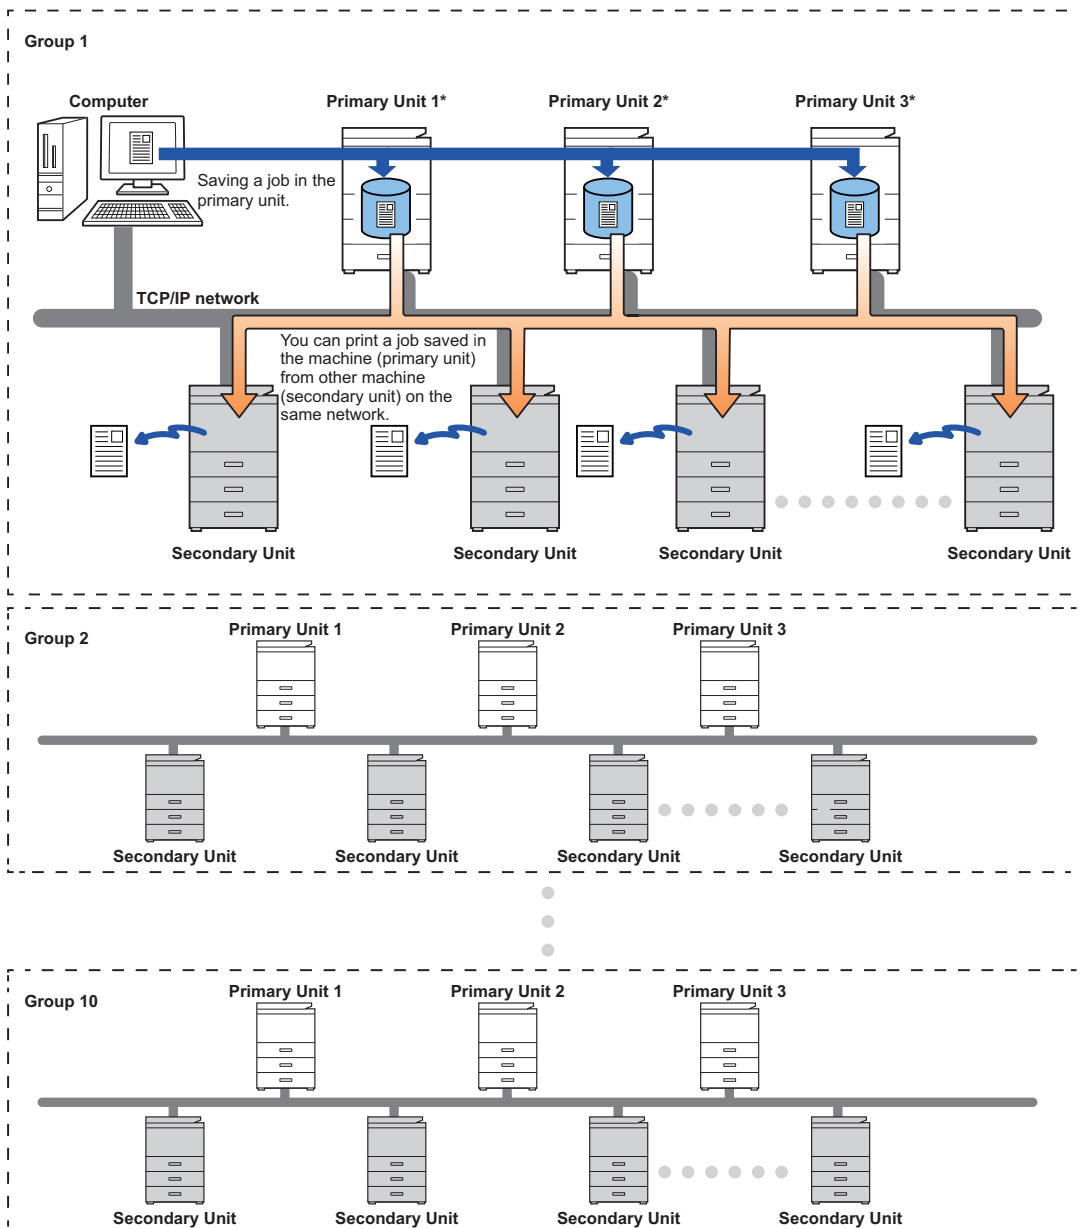 Group 1
Computer
Primary Unit 1*
Primary Unit 2*
Primary Unit 3*
Saving a job in the
primary unit.
TCP/IP network
You can print a job saved in
the machine (primary unit)
from other machine
(secondary unit) on the
same network.
Secondary Unit
Secondary Unit
Secondary Unit
Secondary Unit
Group 2
Primary Unit 1
Primary Unit 2
Primary Unit 3
Secondary Unit
Secondary Unit
Secondary Unit
Secondary Unit
Group 10
Primary Unit 1
Primary Unit 2
Primary Unit 3
Secondary Unit
Secondary Unit
Secondary Unit
Secondary Unit